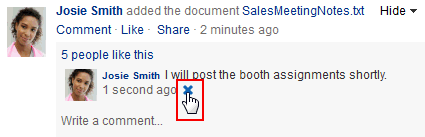 Josie Smith added the document SalesMeetingNotes.txt Hide
Comment · Like · Share · 2 minutes ago
5 people like this
Josie Smith I will post the booth assignments shortly.
1 second ago
Write a comment...